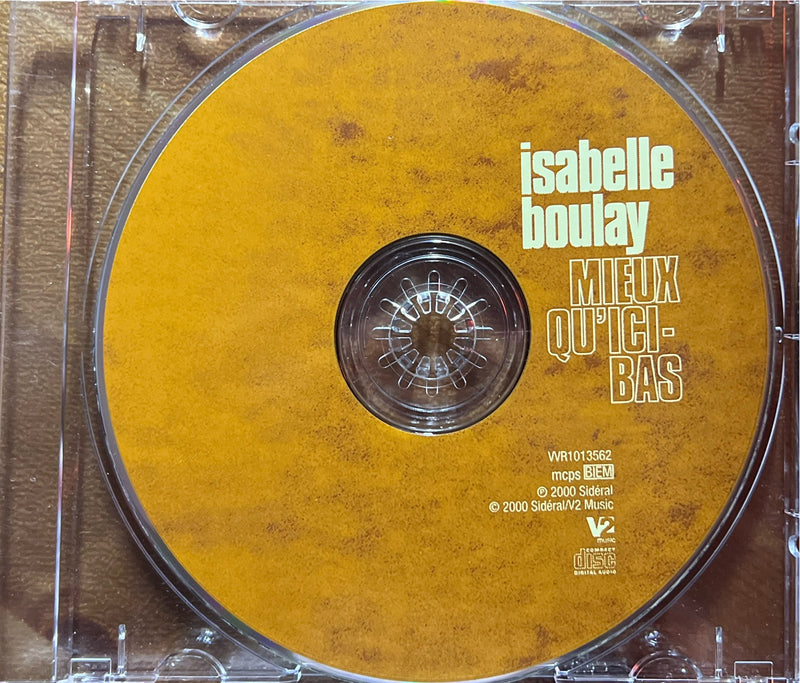 isabelle
boulay
MIEUX
QU'ICI-
BAS
VVR1013562
mcps BIEM
℗ 2000 Sidéral
© 2000 Sidéral/V2 Music
V2
music
COMPACT
disc
DIGITAL AUDIO